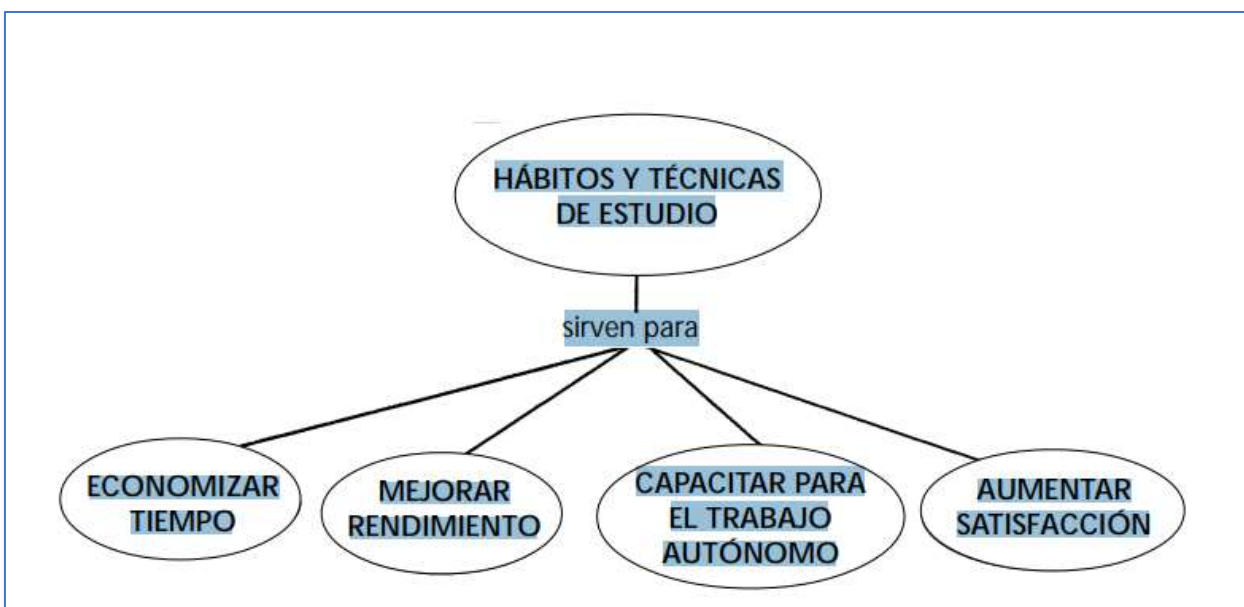 HÁBITOS Y TÉCNICAS
DE ESTUDIO
sirven para
ECONOMIZAR
TIEMPO
MEJORAR
RENDIMIENTO
CAPACITAR PARA
EL TRABAJO
AUTÓNOMO
AUMENTAR
SATISFACCIÓN